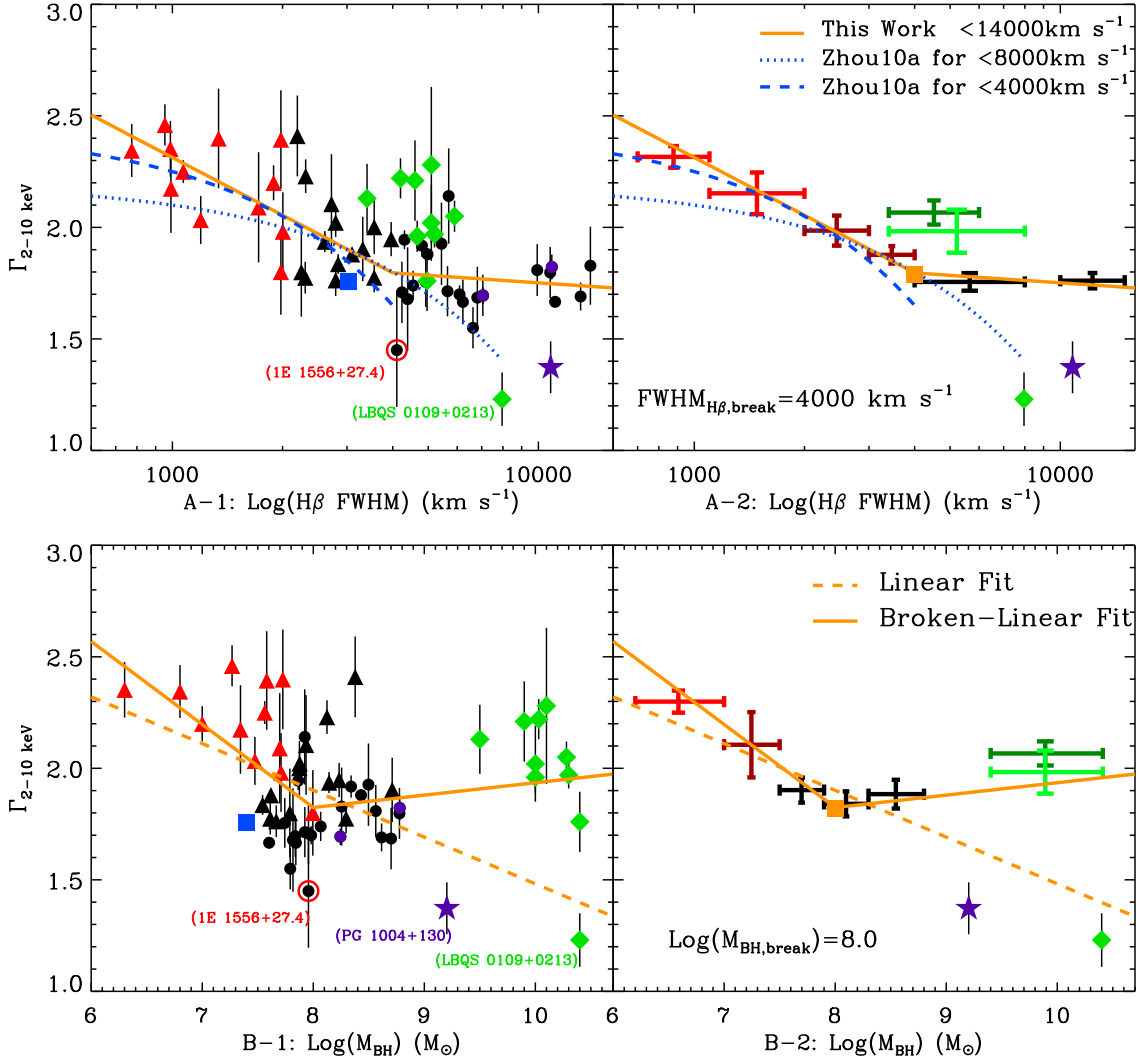 3.0
2.5
2.0
1.5
1.0
Γ2-10 keV
1000
10000
A-1: Log(Hβ FWHM) (km s⁻¹)
(1E 1556+27.4)
(LBQS 0109+0213)
This Work <14000km s⁻¹
Zhou10a for <8000km s⁻¹
Zhou10a for <4000km s⁻¹
FWHMHβ,break=4000 km s⁻¹
1000
10000
A-2: Log(Hβ FWHM) (km s⁻¹)
3.0
2.5
2.0
1.5
1.0
Γ2-10 keV
(1E 1556+27.4)
(PG 1004+130)
(LBQS 0109+0213)
6
7
8
9
10
B-1: Log(MBH) (M⊙)
Linear Fit
Broken-Linear Fit
Log(MBH,break)=8.0
6
7
8
9
10
B-2: Log(MBH) (M⊙)